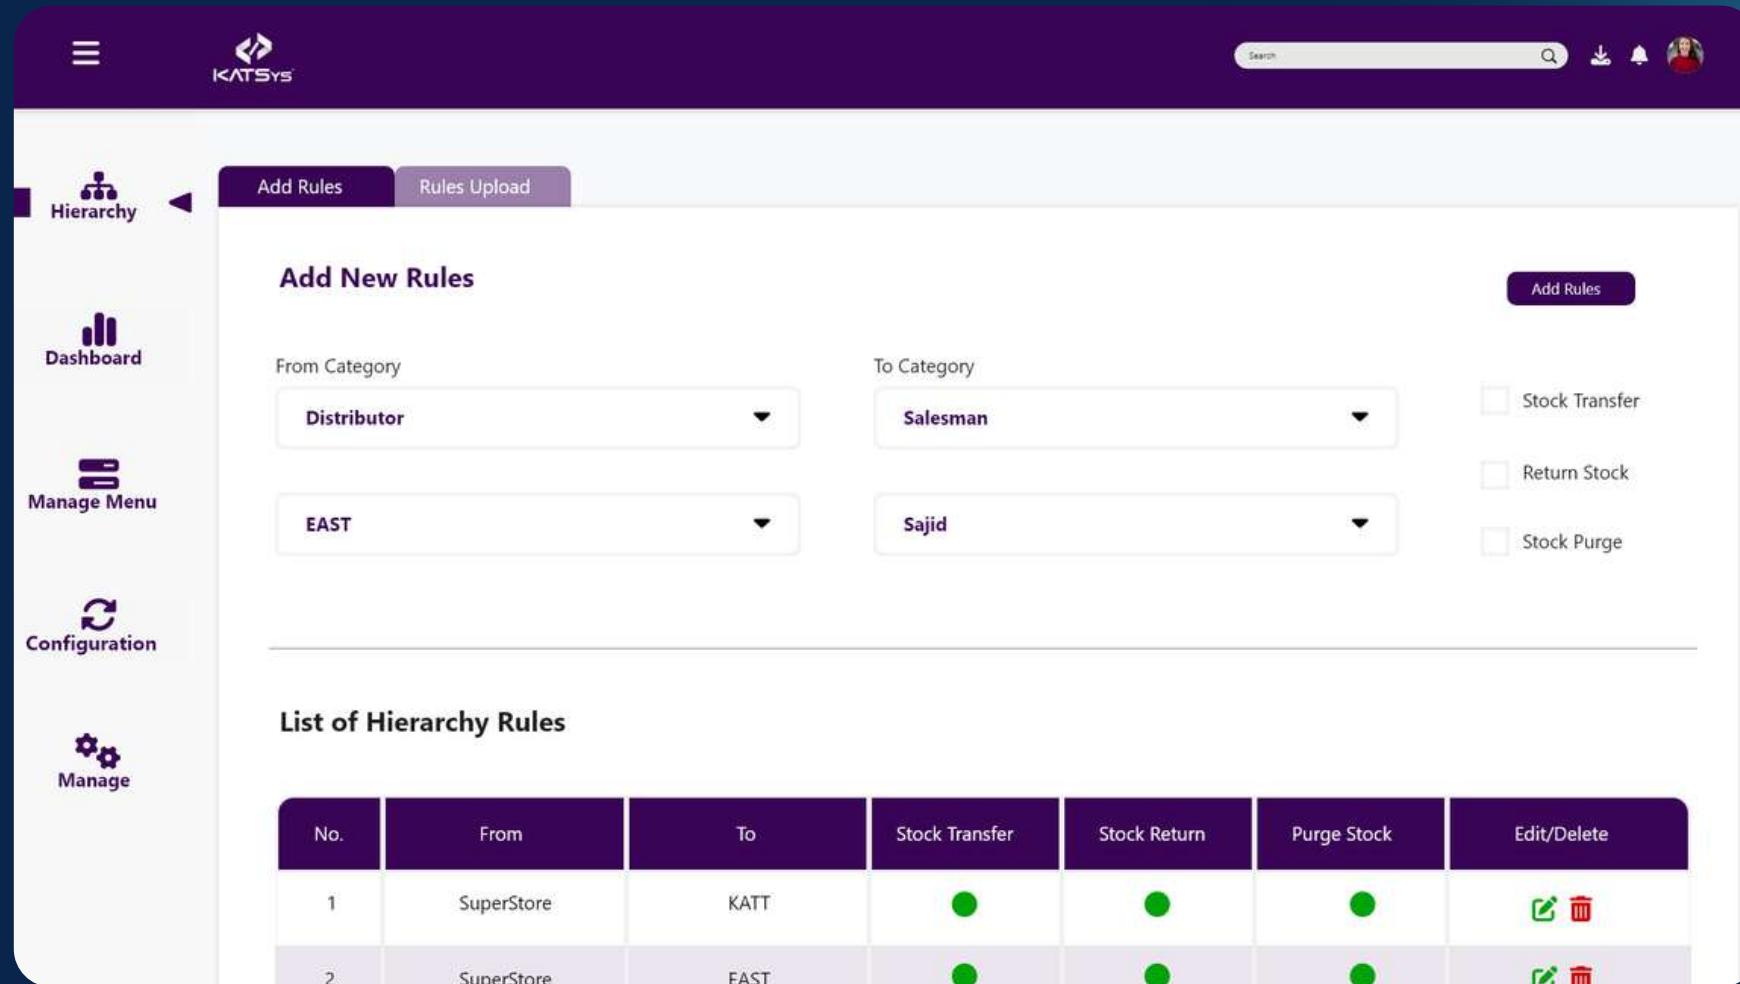 KATSYS
Search
Hierarchy
Dashboard
Manage Menu
Configuration
Manage
Add Rules
Rules Upload
Add New Rules
Add Rules
From Category
To Category
Distributor
Salesman
EAST
Sajid
Stock Transfer
Return Stock
Stock Purge
List of Hierarchy Rules
No. From To Stock Transfer Stock Return Purge Stock Edit/Delete
1 SuperStore KATT
2 SuperStore EAST